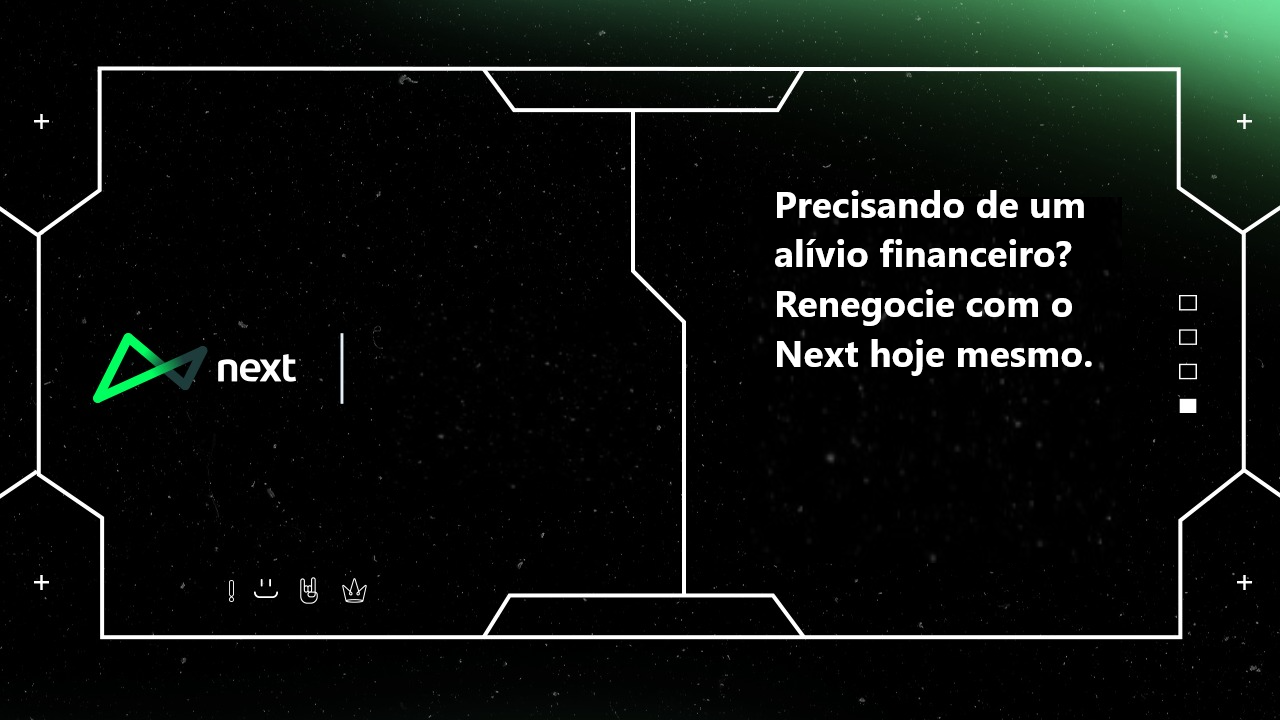 next
Precisando de um
alívio financeiro?
Renegocie com o
Next hoje mesmo.